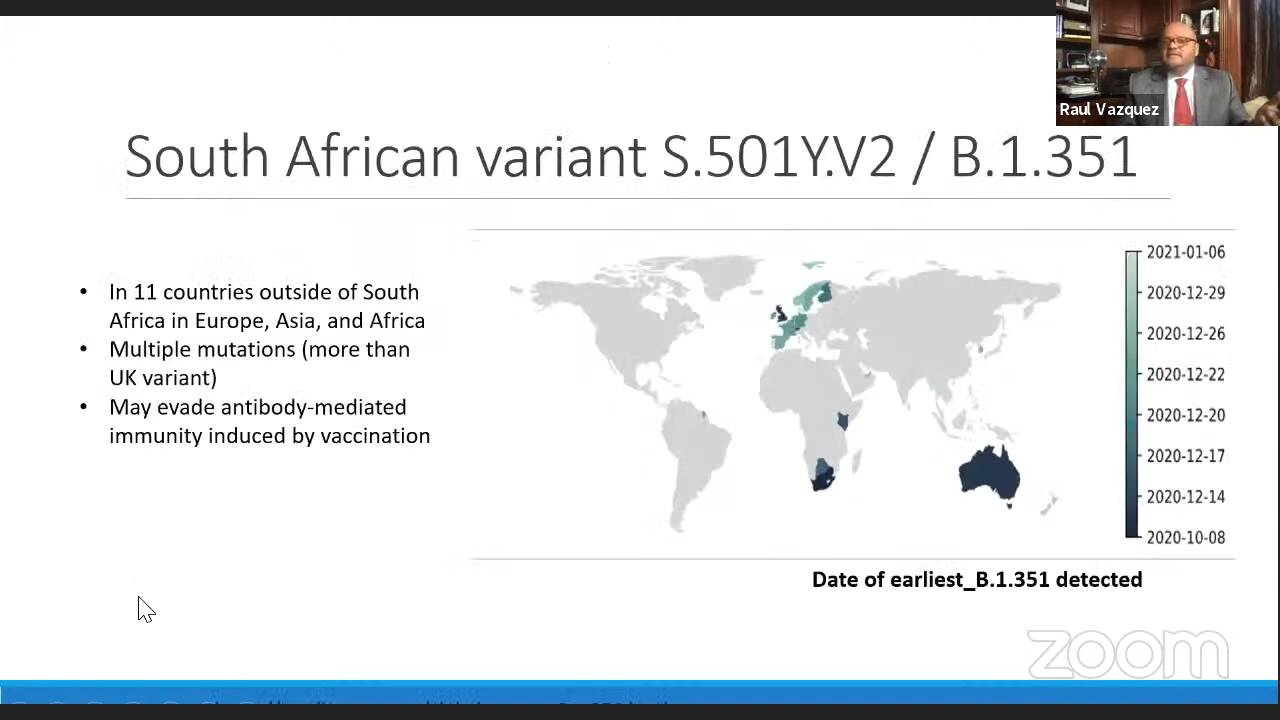 Raul Vazquez
South African variant S.501Y.V2 / B.1.351
• In 11 countries outside of South
Africa in Europe, Asia, and Africa
• Multiple mutations (more than
UK variant)
• May evade antibody-mediated
immunity induced by vaccination
2021-01-06
2020-12-29
2020-12-26
2020-12-22
2020-12-20
2020-12-17
2020-12-14
2020-10-08
Date of earliest_B.1.351 detected
zoom